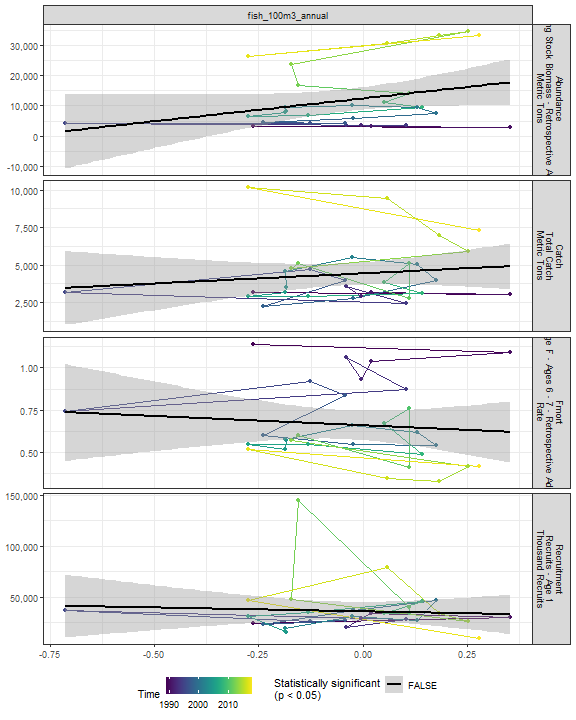 fish_100m3_annual
30,000
20,000
10,000
0
-10,000
Abundance
Stock Biomass - Retrospective
Metric Tons
10,000
7,500
5,000
2,500
Catch
Total Catch
Metric Tons
1.00
0.75
0.50
Fmort
F - Ages 6 - 7 - Retrospective
Rate
150,000
100,000
50,000
Recruitment
Recruits - Age 1
Thousand Recruits
-0.75
-0.50
-0.25
0.00
0.25
Time
1990 2000 2010
Statistically significant
(p < 0.05)
FALSE